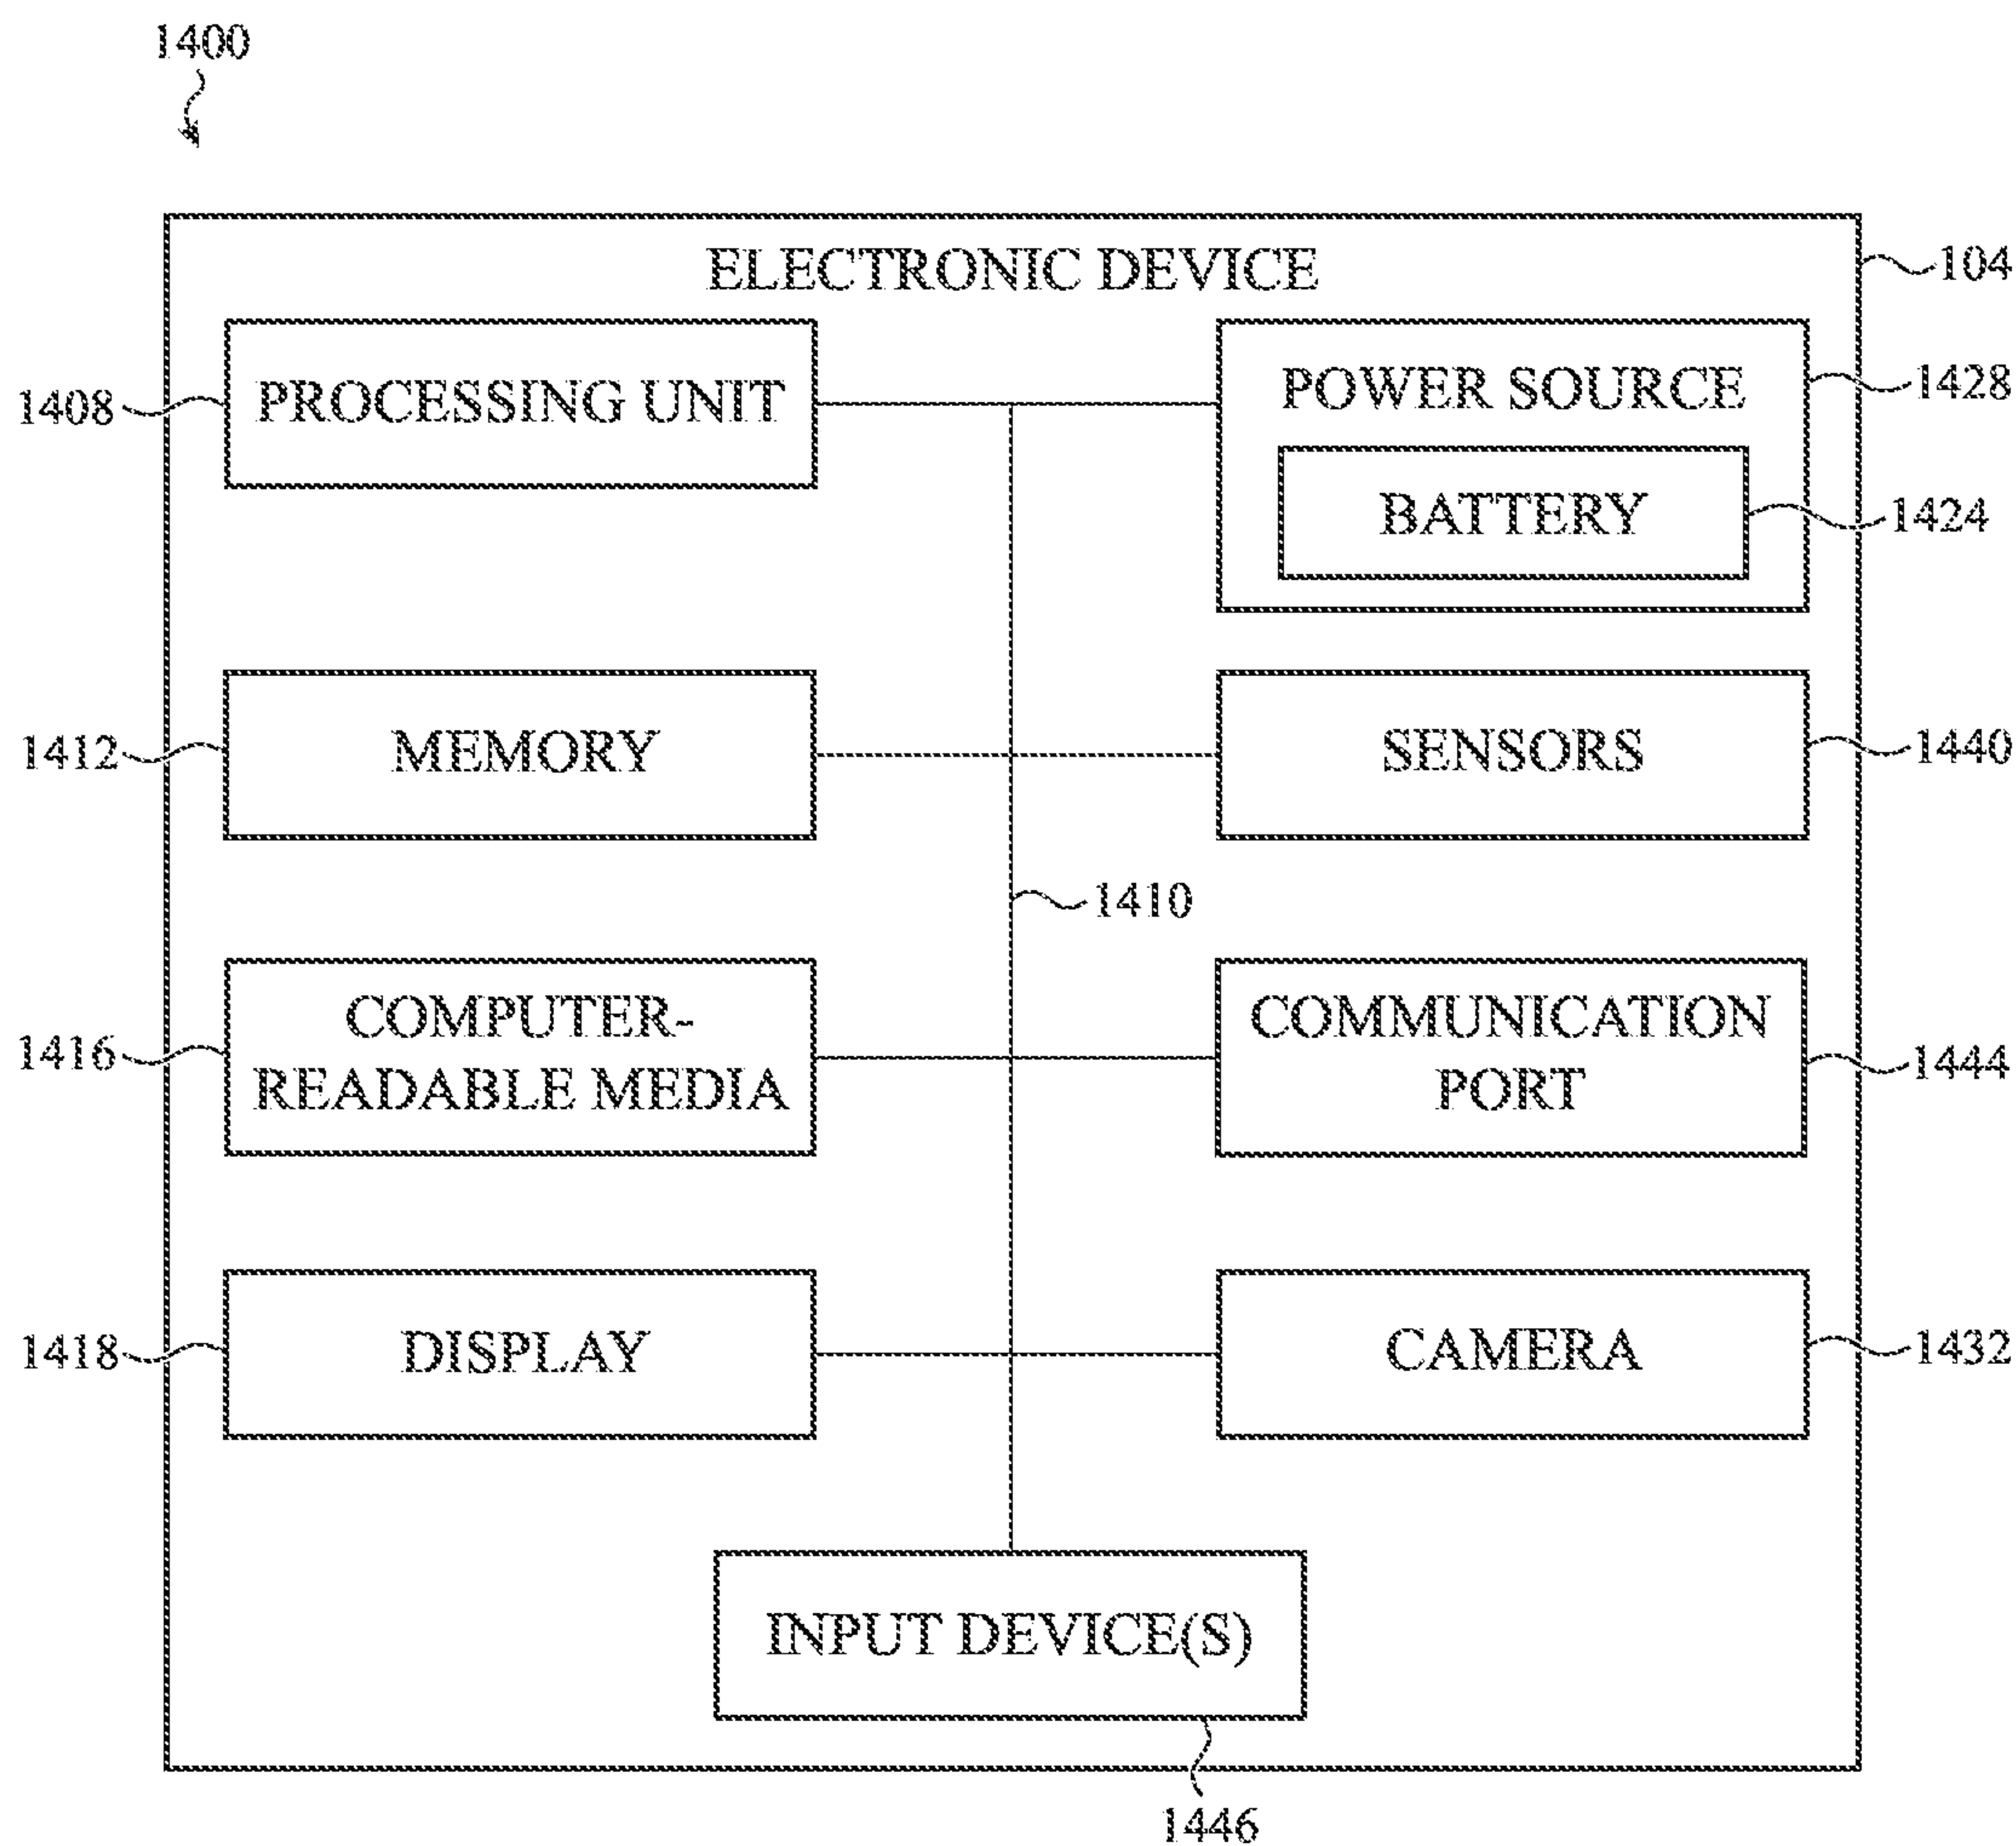 1400
ELECTRONIC DEVICE
104
PROCESSING UNIT
1408
POWER SOURCE
1428
BATTERY
1424
MEMORY
1412
SENSORS
1440
1410
COMPUTER-
READABLE MEDIA
1416
COMMUNICATION
PORT
1444
DISPLAY
1418
CAMERA
1432
INPUT DEVICE(S)
1446